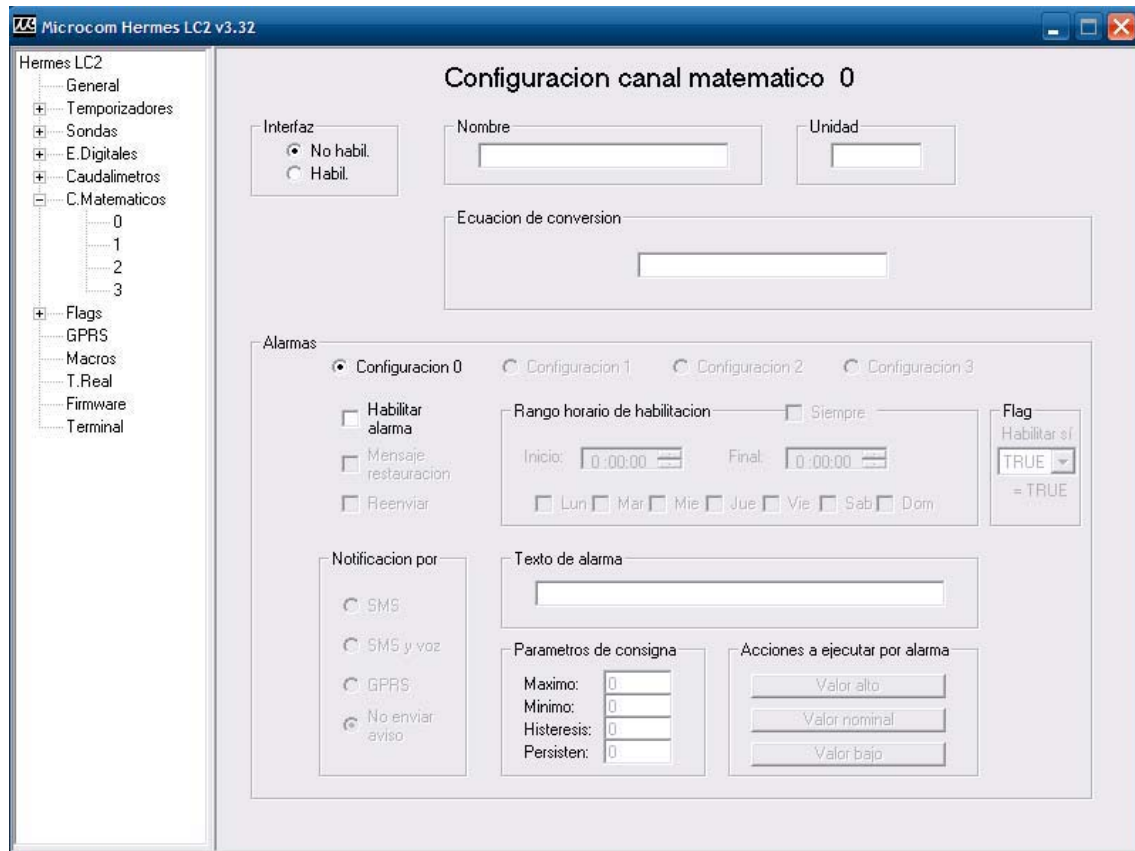 Microcom Hermes LC2 v3.32
Hermes LC2
General
Temporizadores
Sondas
E.Digitales
Caudalimetros
C.Matematicos
0
1
2
3
Flags
GPRS
Macros
T.Real
Firmware
Terminal
Configuracion canal matematico 0
Interfaz
No habil.
Habil.
Nombre
Unidad
Ecuacion de conversion
Alarmas
Configuracion 0 Configuracion 1 Configuracion 2 Configuracion 3
Habilitar
alarma
Mensaje
restauracion
Reenviar
Rango horario de habilitacion Siempre
Inicio: 0:00:00 Final: 0:00:00
Lun Mar Mie Jue Vie Sab Dom
Flag
Habilitar sí
TRUE
= TRUE
Notificacion por
SMS
SMS y voz
GPRS
No enviar
aviso
Texto de alarma
Parametros de consigna
Maximo: 0
Minimo: 0
Histeresis: 0
Persisten: 0
Acciones a ejecutar por alarma
Valor alto
Valor nominal
Valor bajo